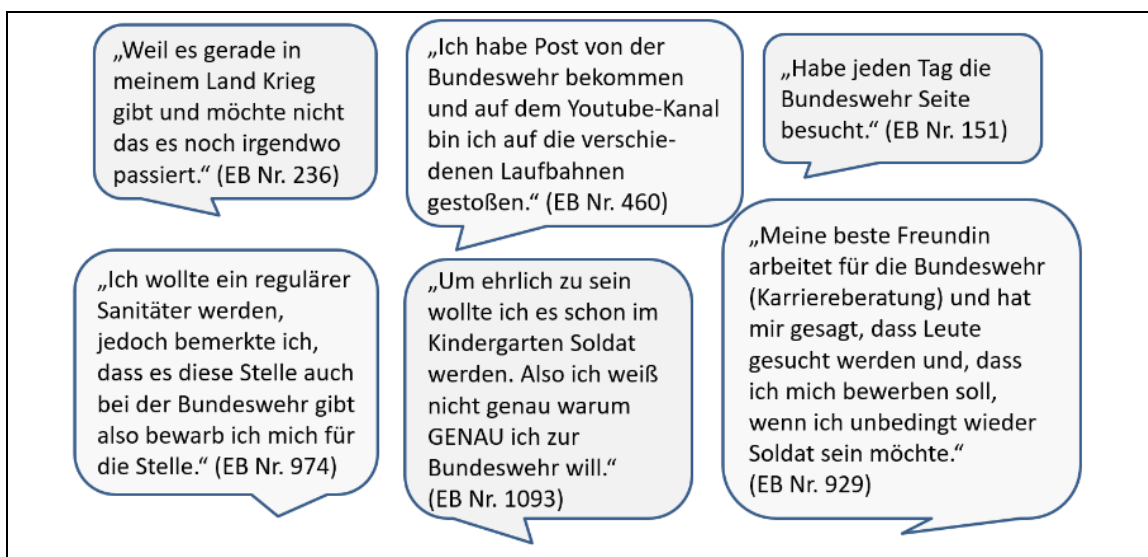 „Weil es gerade in
meinem Land Krieg
gibt und möchte nicht
das es noch irgendwo
passiert.“ (EB Nr. 236)
„Ich habe Post von der
Bundeswehr bekommen
und auf dem Youtube-Kanal
bin ich auf die verschie-
denen Laufbahnen
gestoßen.“ (EB Nr. 460)
„Habe jeden Tag die
Bundeswehr Seite
besucht.“ (EB Nr. 151)
„Ich wollte ein regulärer
Sanitäter werden,
jedoch bemerkte ich,
dass es diese Stelle auch
bei der Bundeswehr gibt
also bewarb ich mich für
die Stelle.“ (EB Nr. 974)
„Um ehrlich zu sein
wollte ich es schon im
Kindergarten Soldat
werden. Also ich weiß
nicht genau warum
GENAU ich zur
Bundeswehr will.“
(EB Nr. 1093)
„Meine beste Freundin
arbeitet für die Bundeswehr
(Karriereberatung) und hat
mir gesagt, dass Leute
gesucht werden und, dass
ich mich bewerben soll,
wenn ich unbedingt wieder
Soldat sein möchte.“
(EB Nr. 929)